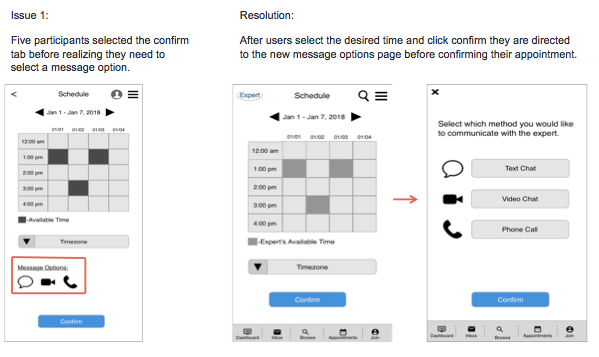 Issue 1:
Five participants selected the confirm
tab before realizing they need to
select a message option.
Resolution:
After users select the desired time and click confirm they are directed
to the new message options page before confirming their appointment.
<
Schedule
Jan 1 - Jan 7, 2018
01/01 01/02 01/03 01/04
12:00 am
1:00 pm
2:00 pm
3:00 pm
4:00 pm
-Available Time
Timezone
Message Options:
Confirm
Expert
Schedule
Jan 1 - Jan 7, 2018
01/01 01/02 01/03 01/04
12:00 am
1:00 pm
2:00 pm
3:00 pm
4:00 pm
-Expert's Available Time
Timezone
Confirm
Dashboard Inbox Browse Appointments Join
×
Select which method you would like
to communicate with the expert.
Text Chat
Video Chat
Phone Call
Confirm
Dashboard Inbox Browse Appointments Join